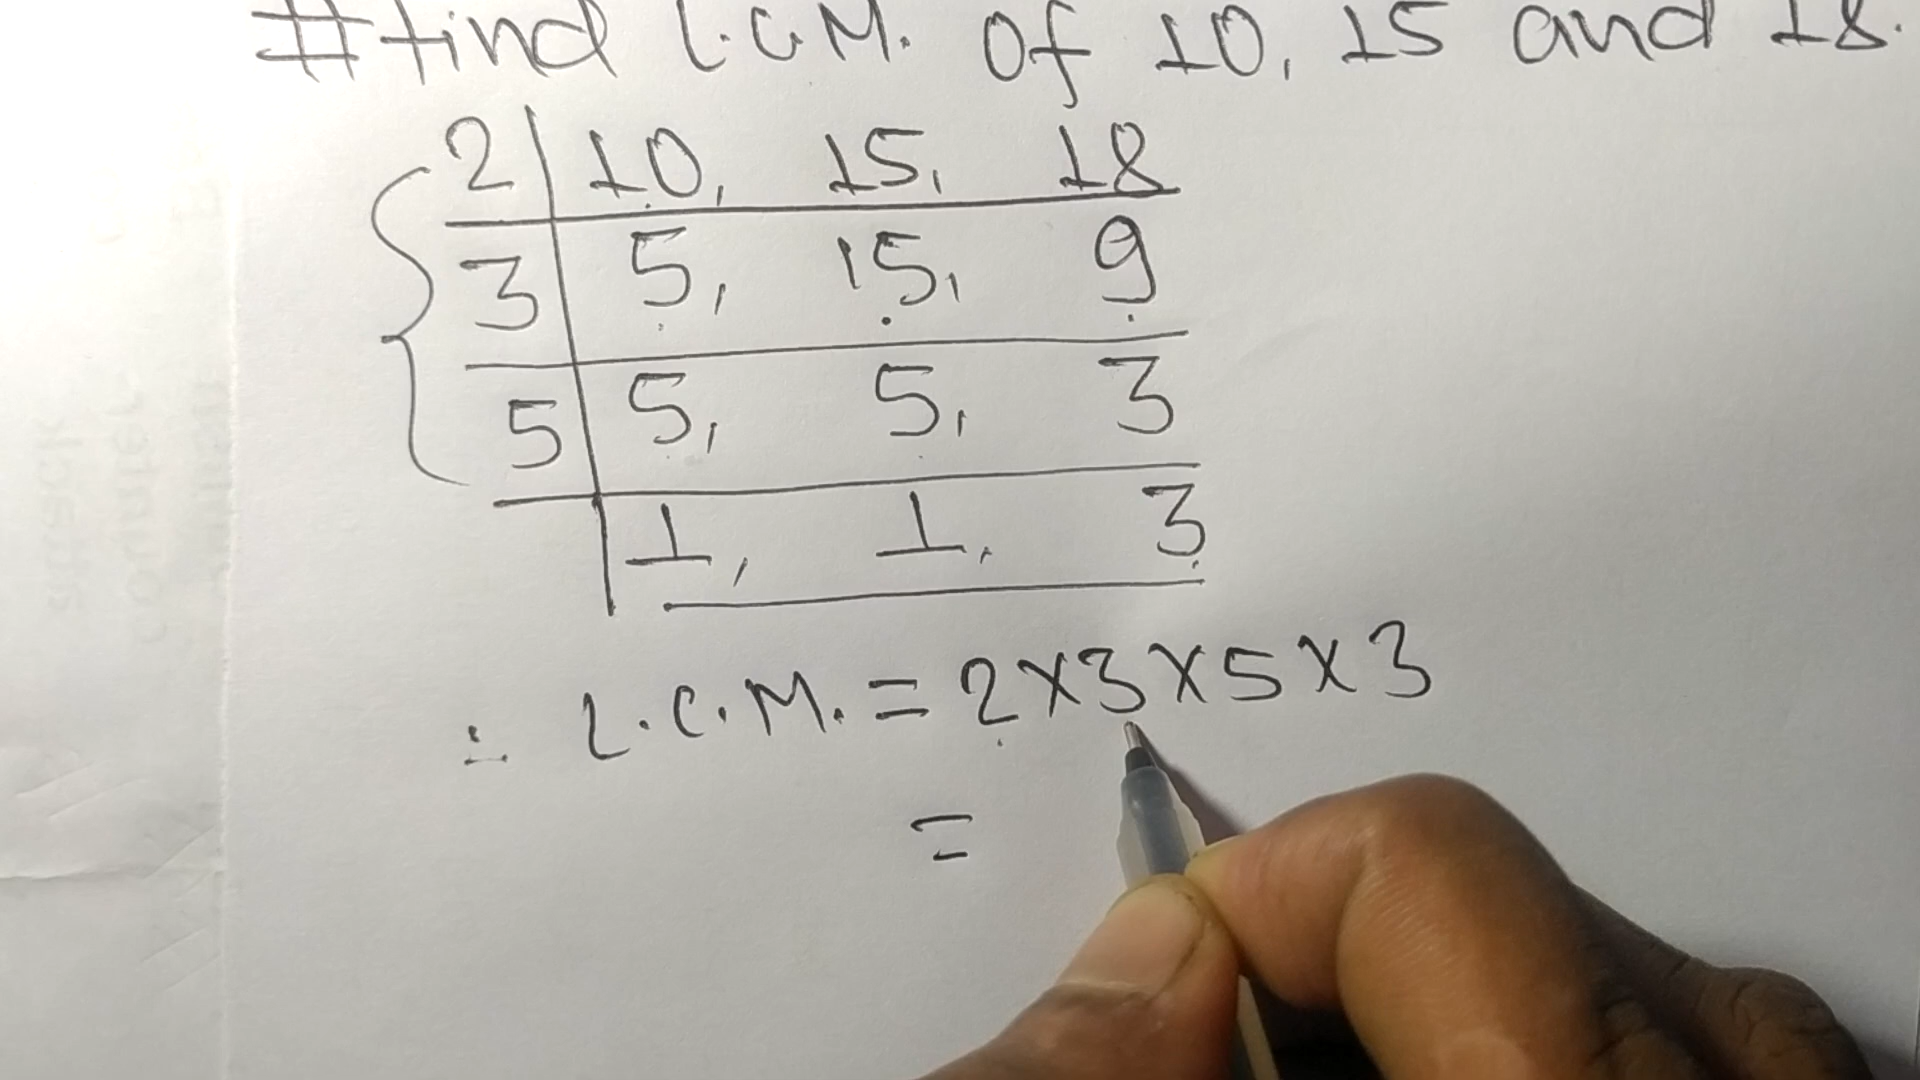 #find L.C.M. of 10, 15 and 18.
2 | 10, 15, 18
3 | 5, 15, 9
5 | 5, 5, 3
1, 1, 3
∴ L.C.M. = 2×3×5×3
=